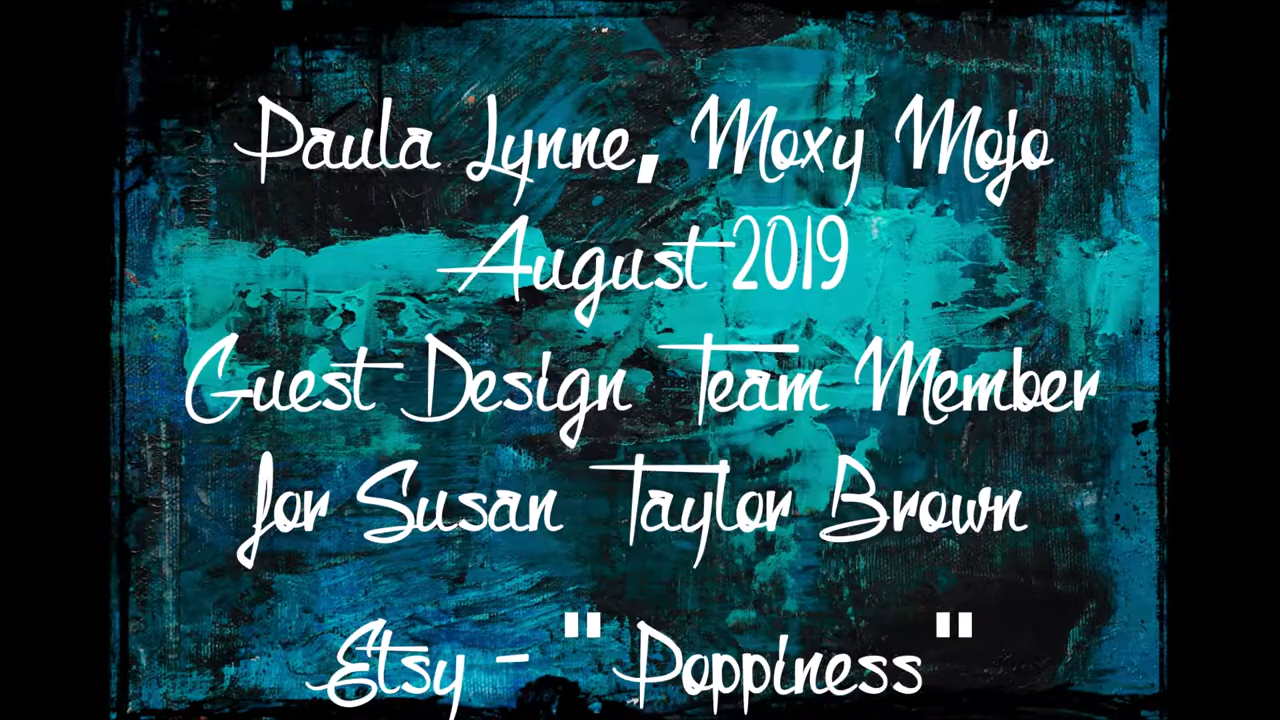 Paula Lynne, Moxy Mojo
August 2019
Guest Design Team Member
for Susan Taylor Brown
Etsy - "Poppiness"